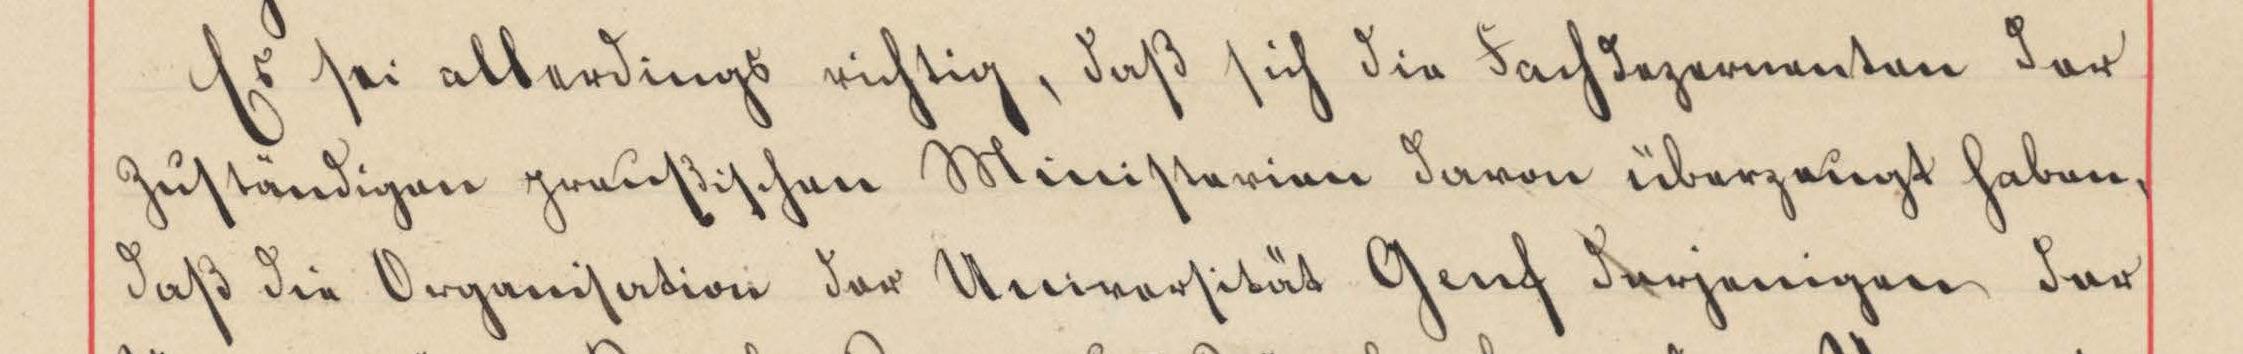 Es sei allerdings richtig, daß sich die Fachdezernenten der
zuständigen preußischen Ministerien davon überzeugt haben,
daß die Organisation der Universität Genf derjenigen der